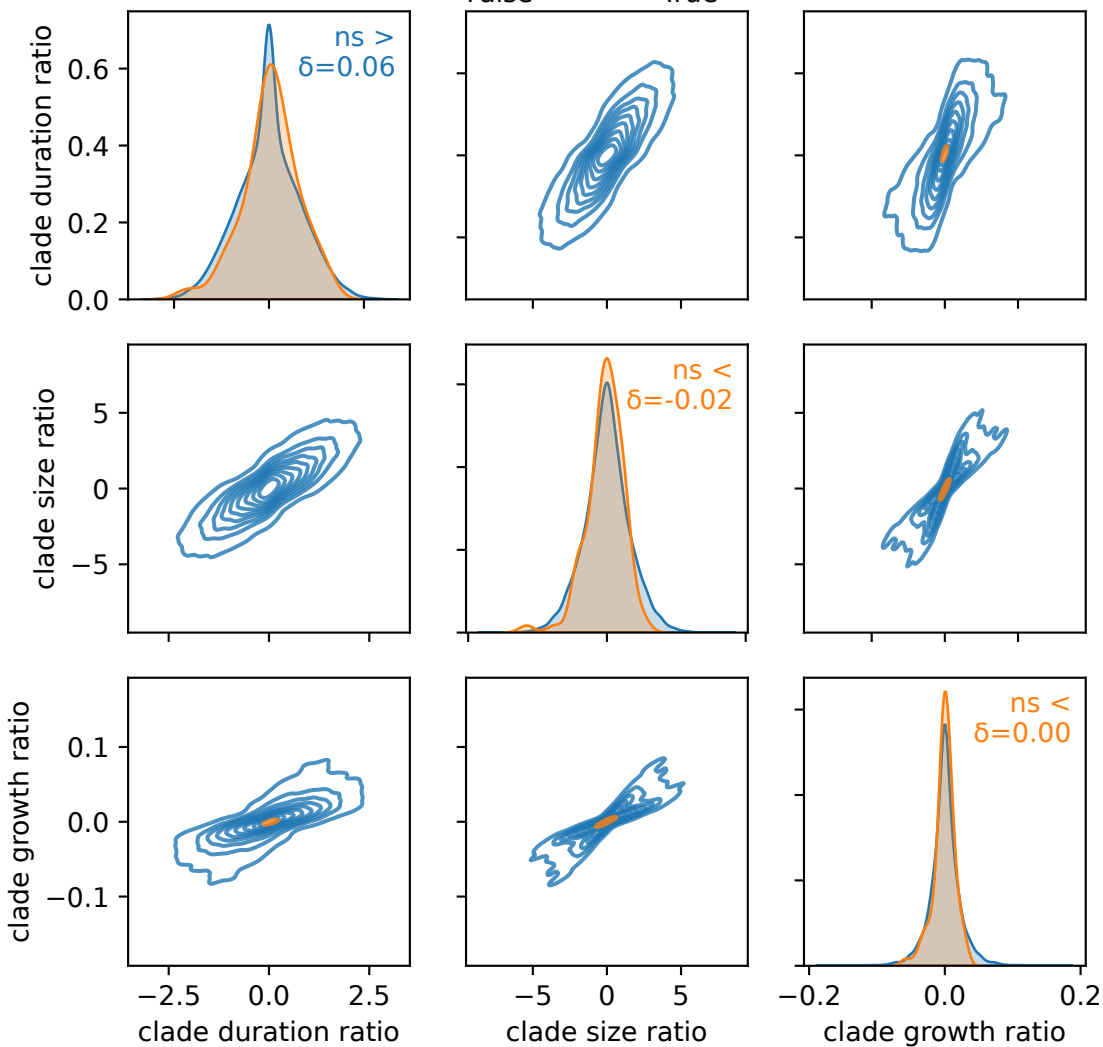 clade duration ratio
0.6
0.4
0.2
0.0
ns >
δ=0.06
clade size ratio
5
0
−5
ns <
δ=-0.02
clade growth ratio
0.1
0.0
−0.1
ns <
δ=0.00
−2.5 0.0 2.5
−5 0 5
−0.2 0.0 0.2
clade duration ratio
clade size ratio
clade growth ratio